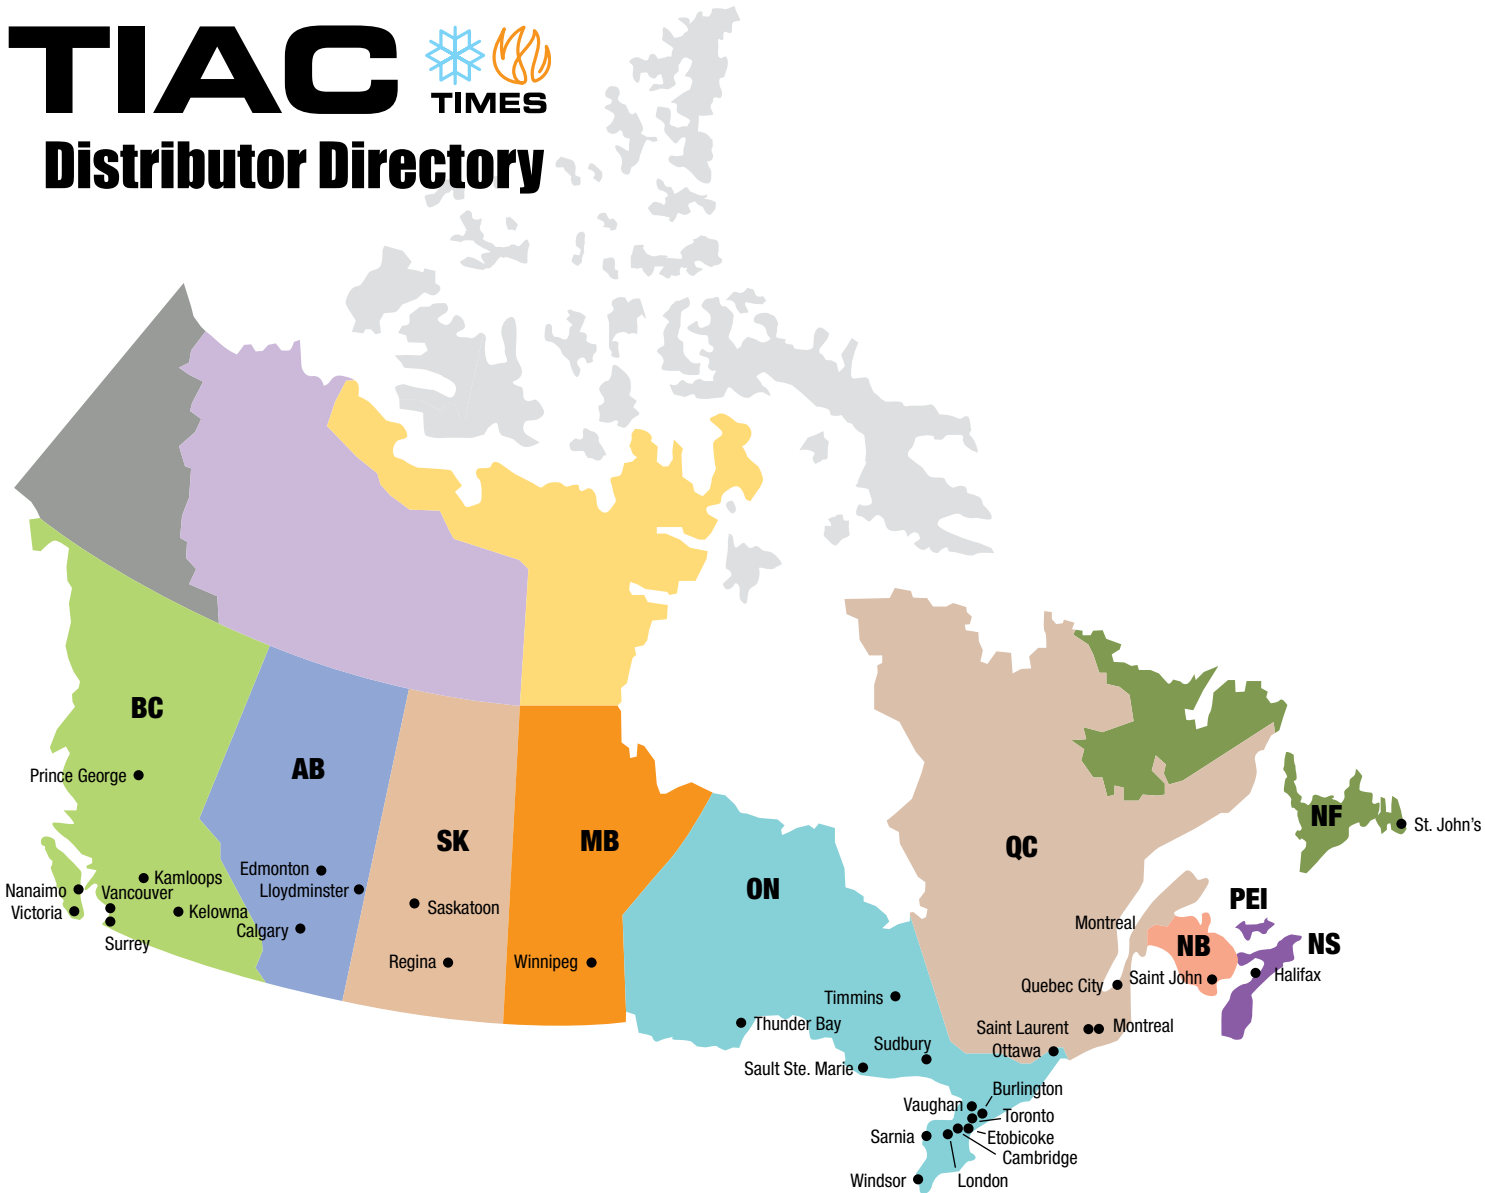 TIAC
TIMES
Distributor Directory
BC
Prince George
AB
SK
MB
ON
QC
NF
St. John's
PEI
NB
NS
Edmonton
Lloydminster
Calgary
Kamloops
Nanaimo
Vancouver
Victoria
Kelowna
Surrey
Saskatoon
Regina
Winnipeg
Montreal
Quebec City
Saint John
Halifax
Timmins
Thunder Bay
Saint Laurent
Montreal
Sudbury
Ottawa
Sault Ste. Marie
Burlington
Vaughan
Toronto
Sarnia
Etobicoke
Cambridge
Windsor
London